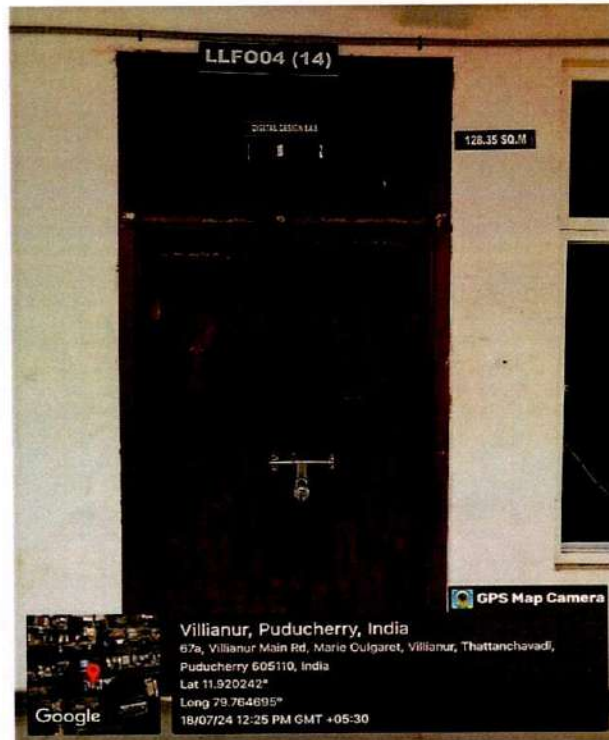 LLFO04 (14)
DIGITAL DESIGN LAB
128.35 SQ.M
GPS Map Camera
Villianur, Puducherry, India
67a, Villianur Main Rd, Marie Oulgaret, Villianur, Thattanchavadi,
Puducherry 605110, India
Lat 11.920242°
Long 79.764695°
18/07/24 12:25 PM GMT +05:30
Google